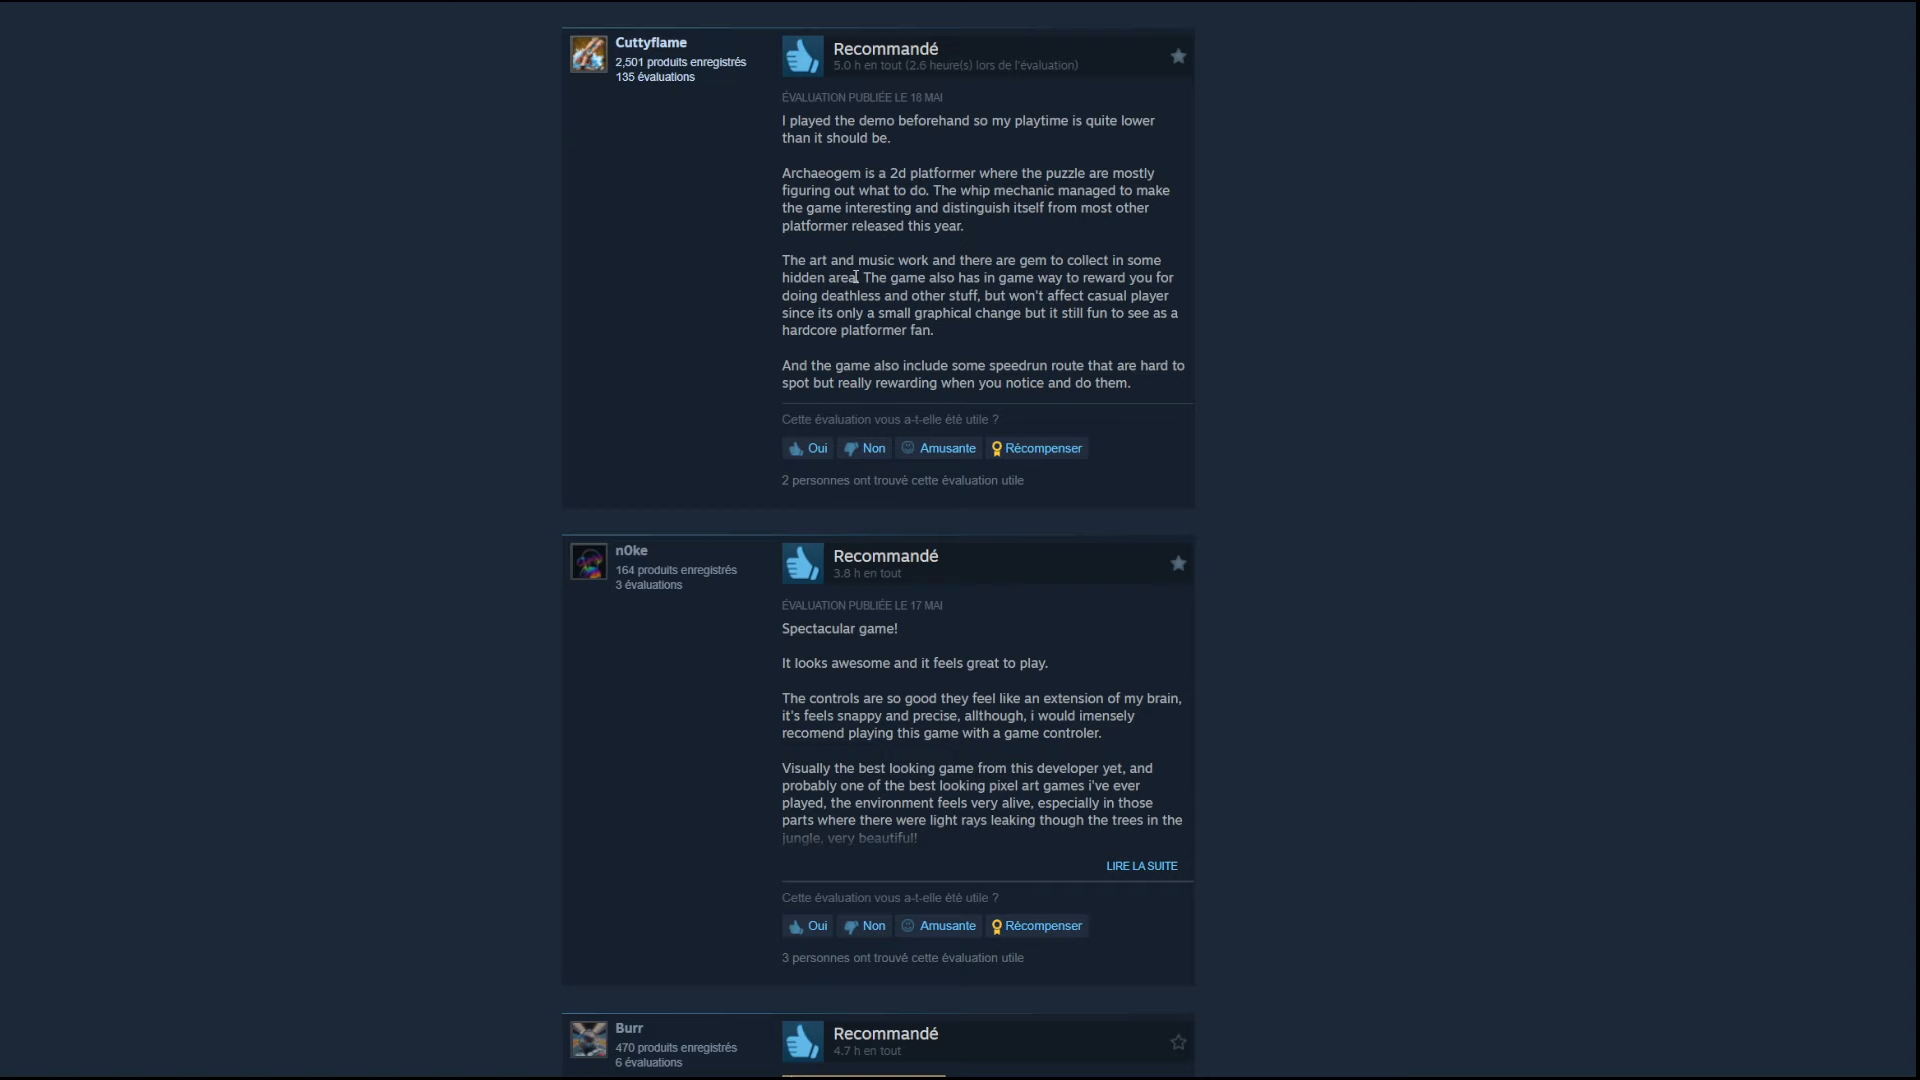 Cuttyflame
2,501 produits enregistrés
135 évaluations
Recommandé
5.0 h en tout (2.6 heure(s) lors de l'évaluation)
ÉVALUATION PUBLIÉE LE 18 MAI
I played the demo beforehand so my playtime is quite lower
than it should be.
Archaeogem is a 2d platformer where the puzzle are mostly
figuring out what to do. The whip mechanic managed to make
the game interesting and distinguish itself from most other
platformer released this year.
The art and music work and there are gem to collect in some
hidden area. The game also has in game way to reward you for
doing deathless and other stuff, but won't affect casual player
since its only a small graphical change but it still fun to see as a
hardcore platformer fan.
And the game also include some speedrun route that are hard to
spot but really rewarding when you notice and do them.
Cette évaluation vous a-t-elle été utile ?
Oui Non Amusante Récompenser
2 personnes ont trouvé cette évaluation utile
n0ke
164 produits enregistrés
3 évaluations
Recommandé
3.8 h en tout
ÉVALUATION PUBLIÉE LE 17 MAI
Spectacular game!
It looks awesome and it feels great to play.
The controls are so good they feel like an extension of my brain,
it's feels snappy and precise, allthough, i would imensely
recomend playing this game with a game controler.
Visually the best looking game from this developer yet, and
probably one of the best looking pixel art games i've ever
played, the environment feels very alive, especially in those
parts where there were light rays leaking though the trees in the
jungle, very beautiful!
LIRE LA SUITE
Cette évaluation vous a-t-elle été utile ?
Oui Non Amusante Récompenser
3 personnes ont trouvé cette évaluation utile
Burr
470 produits enregistrés
6 évaluations
Recommandé
4.7 h en tout